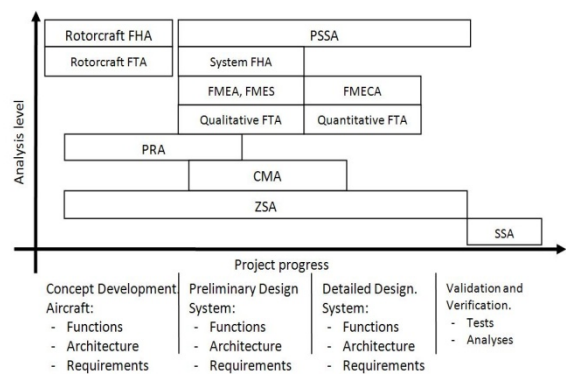 Rotorcraft FHA
PSSA
Rotorcraft FTA
System FHA
FMEA, FMES
FMECA
Qualitative FTA
Quantitative FTA
PRA
CMA
ZSA
SSA
Analysis level
Project progress
Concept Development.
Aircraft:
- Functions
- Architecture
- Requirements
Preliminary Design
System:
- Functions
- Architecture
- Requirements
Detailed Design.
System:
- Functions
- Architecture
- Requirements
Validation and
Verification.
- Tests
- Analyses